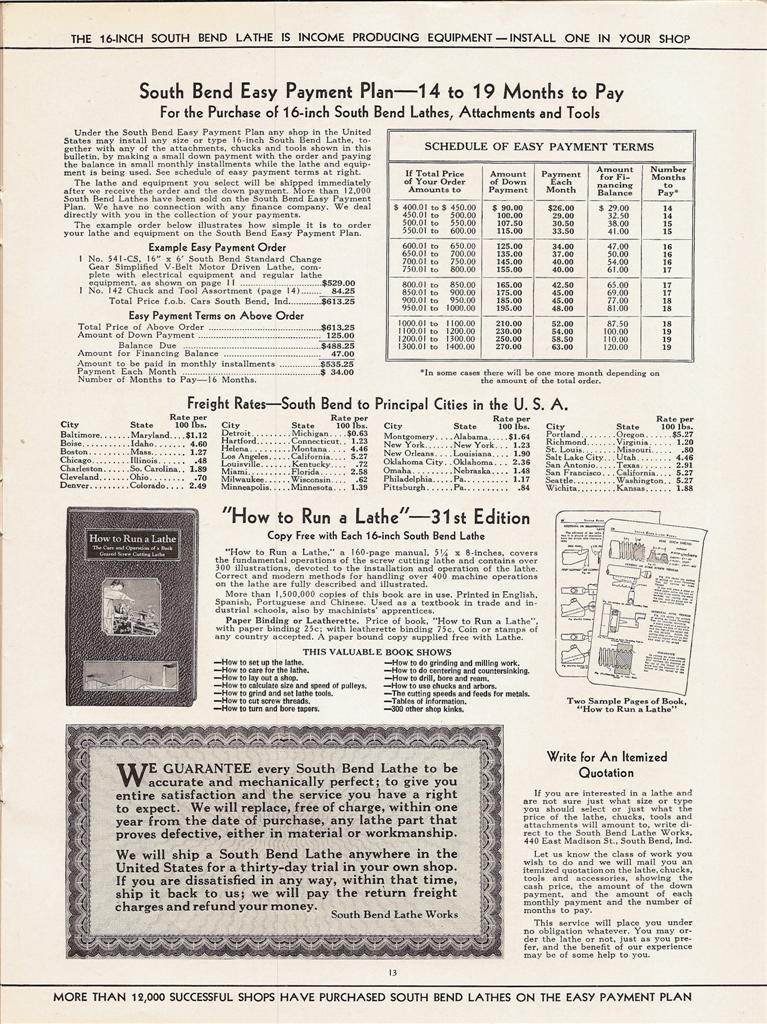 THE 16-INCH SOUTH BEND LATHE IS INCOME PRODUCING EQUIPMENT—INSTALL ONE IN YOUR SHOP
South Bend Easy Payment Plan—14 to 19 Months to Pay
For the Purchase of 16-inch South Bend Lathes, Attachments and Tools
Under the South Bend Easy Payment Plan any shop in the United
States may install any size or type 16-inch South Bend Lathe, to-
gether with any of the attachments, chucks and tools shown in this
bulletin, by making a small down payment with the order and paying
the balance in small monthly installments while the lathe and equip-
ment is being used. See schedule of easy payment terms at right.
The lathe and equipment you select will be shipped immediately
after we receive the order and the down payment. More than 12,000
South Bend Lathes have been sold on the South Bend Easy Payment
Plan. We have no connection with any finance company. We deal
directly with you in the collection of your payments.
The example order below illustrates how simple it is to order
your lathe and equipment on the South Bend Easy Payment Plan.
Example Easy Payment Order
1 No. 541-CS, 16" x 6' South Bend Standard Change
Gear Simplified V-Belt Motor Driven Lathe, com-
plete with electrical equipment and regular lathe
equipment, as shown on page 11 ........ $529.00
1 No. 142 Chuck and Tool Assortment (page 14)...... 84.25
Total Price f.o.b. Cars South Bend, Ind........... $613.25
Easy Payment Terms on Above Order
Total Price of Above Order ........ $613.25
Amount of Down Payment ........ 125.00
Balance Due ........ $488.25
Amount for Financing Balance ........ 47.00
Amount to be paid in monthly installments ........ $535.25
Payment Each Month ........ $ 34.00
Number of Months to Pay—16 Months.
SCHEDULE OF EASY PAYMENT TERMS
If Total Price of Your Order Amounts to | Amount of Down Payment | Payment Each Month | Amount for Fi- nancing Balance | Number Months to Pay*
$ 400.01 to $ 450.00 $ 90.00 $26.00 $ 29.00 14
450.01 to 500.00 100.00 29.00 32.50 14
500.01 to 550.00 107.50 30.50 38.00 15
550.01 to 600.00 115.00 33.50 41.00 15
600.01 to 650.00 125.00 34.00 47.00 16
650.01 to 700.00 135.00 37.00 50.00 16
700.01 to 750.00 145.00 40.00 54.00 16
750.01 to 800.00 155.00 40.00 61.00 17
800.01 to 850.00 165.00 42.50 65.00 17
850.01 to 900.00 175.00 45.00 69.00 17
900.01 to 950.00 185.00 45.00 77.00 18
950.01 to 1000.00 195.00 48.00 81.00 18
1000.01 to 1100.00 210.00 52.00 87.50 18
1100.01 to 1200.00 230.00 54.00 100.00 19
1200.01 to 1300.00 250.00 58.50 110.00 19
1300.01 to 1400.00 270.00 63.00 120.00 19
*In some cases there will be one more month depending on
the amount of the total order.
Freight Rates—South Bend to Principal Cities in the U. S. A.
City State Rate per 100 lbs.
Baltimore.......Maryland....$1.12
Boise...........Idaho....... 4.60
Boston..........Mass........ 1.27
Chicago.........Illinois.... .48
Charleston......So. Carolina.. 1.89
Cleveland.......Ohio........ .70
Denver..........Colorado.... 2.49
City State Rate per 100 lbs.
Detroit.........Michigan....$0.63
Hartford........Connecticut.. 1.23
Helena..........Montana..... 4.46
Los Angeles.....California.. 5.27
Louisville......Kentucky.... .72
Miami...........Florida..... 2.58
Milwaukee.......Wisconsin... .62
Minneapolis.....Minnesota... 1.39
City State Rate per 100 lbs.
Montgomery......Alabama.....$1.64
New York........New York.... 1.23
New Orleans.....Louisiana... 1.90
Oklahoma City...Oklahoma.... 2.36
Omaha...........Nebraska.... 1.48
Philadelphia....Pa.......... 1.17
Pittsburgh......Pa.......... .84
City State Rate per 100 lbs.
Portland........Oregon......$5.27
Richmond........Virginia.... 1.20
St. Louis.......Missouri.... .80
Salt Lake City..Utah........ 4.46
San Antonio.....Texas....... 2.91
San Francisco...California.. 5.27
Seattle.........Washington.. 5.27
Wichita.........Kansas...... 1.88
How to Run a Lathe
The Care and Operation of a Back
Geared Screw Cutting Lathe
"How to Run a Lathe"—31st Edition
Copy Free with Each 16-inch South Bend Lathe
"How to Run a Lathe," a 160-page manual, 5¼ x 8-inches, covers
the fundamental operations of the screw cutting lathe and contains over
300 illustrations, devoted to the installation and operation of the lathe.
Correct and modern methods for handling over 400 machine operations
on the lathe are fully described and illustrated.
More than 1,500,000 copies of this book are in use. Printed in English,
Spanish, Portuguese and Chinese. Used as a textbook in trade and in-
dustrial schools, also by machinists' apprentices.
Paper Binding or Leatherette. Price of book, "How to Run a Lathe",
with paper binding 25c; with leatherette binding 75c. Coin or stamps of
any country accepted. A paper bound copy supplied free with Lathe.
THIS VALUABLE BOOK SHOWS
—How to set up the lathe.
—How to care for the lathe.
—How to lay out a shop.
—How to calculate size and speed of pulleys.
—How to grind and set lathe tools.
—How to cut screw threads.
—How to turn and bore tapers.
—How to do grinding and milling work.
—How to do centering and countersinking.
—How to drill, bore and ream.
—How to use chucks and arbors.
—The cutting speeds and feeds for metals.
—Tables of information.
—300 other shop kinks.
Two Sample Pages of Book,
"How to Run a Lathe"
WE GUARANTEE every South Bend Lathe to be
accurate and mechanically perfect; to give you
entire satisfaction and the service you have a right
to expect. We will replace, free of charge, within one
year from the date of purchase, any lathe part that
proves defective, either in material or workmanship.
We will ship a South Bend Lathe anywhere in the
United States for a thirty-day trial in your own shop.
If you are dissatisfied in any way, within that time,
ship it back to us; we will pay the return freight
charges and refund your money.
South Bend Lathe Works
Write for An Itemized
Quotation
If you are interested in a lathe and
are not sure just what size or type
you should select or just what the
price of the lathe, chucks, tools and
attachments will amount to, write di-
rect to the South Bend Lathe Works,
440 East Madison St., South Bend, Ind.
Let us know the class of work you
wish to do and we will mail you an
itemized quotation on the lathe, chucks,
tools and accessories, showing the
cash price, the amount of the down
payment, and the amount of each
monthly payment and the number of
months to pay.
This service will place you under
no obligation whatever. You may or-
der the lathe or not, just as you pre-
fer, and the benefit of our experience
may be of some help to you.
13
MORE THAN 12,000 SUCCESSFUL SHOPS HAVE PURCHASED SOUTH BEND LATHES ON THE EASY PAYMENT PLAN